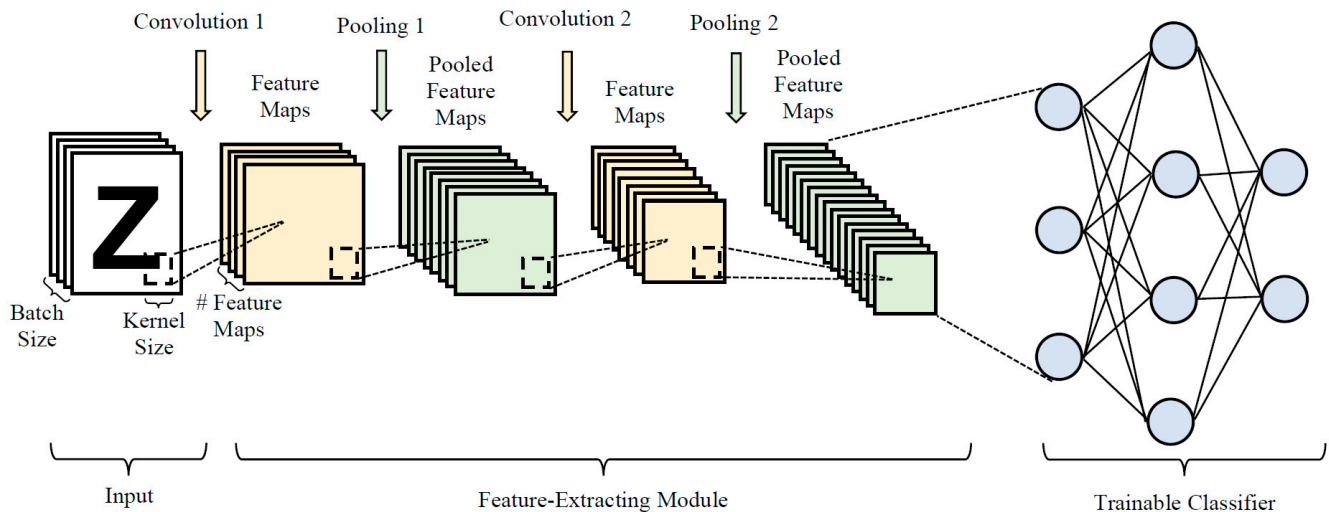 Convolution 1
Pooling 1
Convolution 2
Pooling 2
Feature
Maps
Pooled
Feature
Maps
Feature
Maps
Pooled
Feature
Maps
Z
Batch
Size
Kernel
Size
# Feature
Maps
Input
Feature-Extracting Module
Trainable Classifier